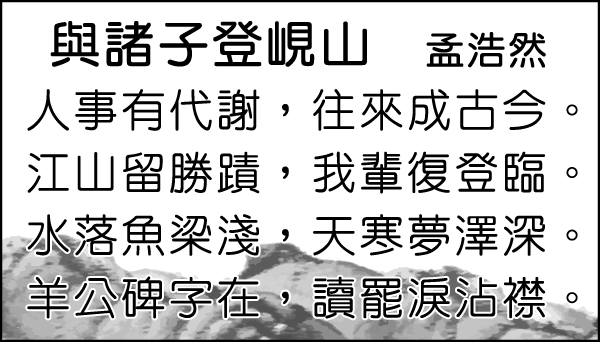 與諸子登峴山 孟浩然
人事有代謝，往來成古今。
江山留勝蹟，我輩復登臨。
水落魚梁淺，天寒夢澤深。
羊公碑字在，讀罷淚沾襟。